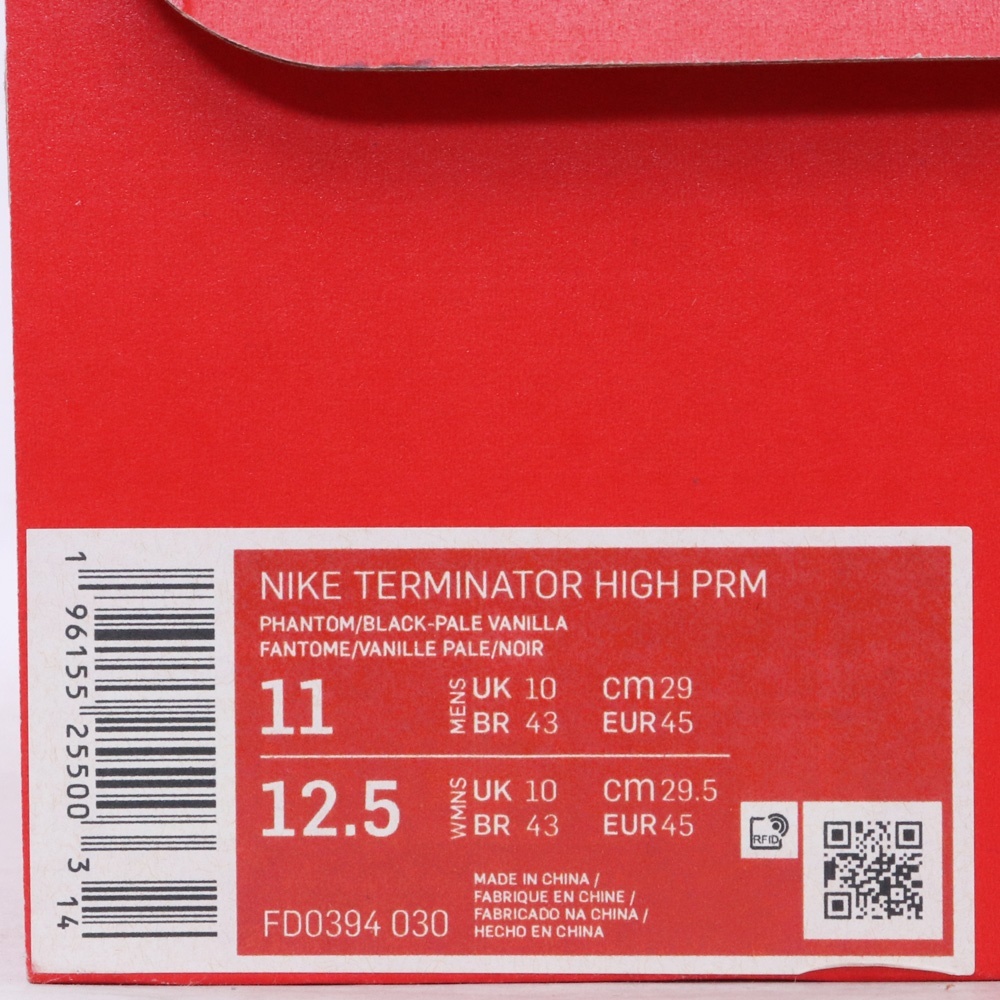 NIKE TERMINATOR HIGH PRM
PHANTOM/BLACK-PALE VANILLA
FANTOME/VANILLE PALE/NOIR
11
MENS
UK 10 CM 29
BR 43 EUR 45
12.5
WMNS
UK 10 CM 29.5
BR 43 EUR 45
RFID
FD0394 030
MADE IN CHINA /
FABRIQUE EN CHINE /
FABRICADO NA CHINA /
HECHO EN CHINA
1 96155 25500 3 14